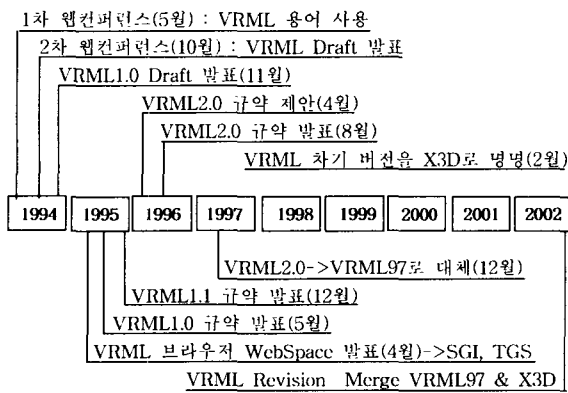 1차 웹컨퍼런스(5월) : VRML 용어 사용
2차 웹컨퍼런스(10월) : VRML Draft 발표
VRML1.0 Draft 발표(11월)
VRML2.0 규약 제안(4월)
VRML2.0 규약 발표(8월)
VRML 차기 버전을 X3D로 명명(2월)
1994 1995 1996 1997 1998 1999 2000 2001 2002
VRML2.0->VRML97로 대체(12월)
VRML1.1 규약 발표(12월)
VRML1.0 규약 발표(5월)
VRML 브라우저 WebSpace 발표(4월)->SGI, TGS
VRML Revision Merge VRML97 & X3D